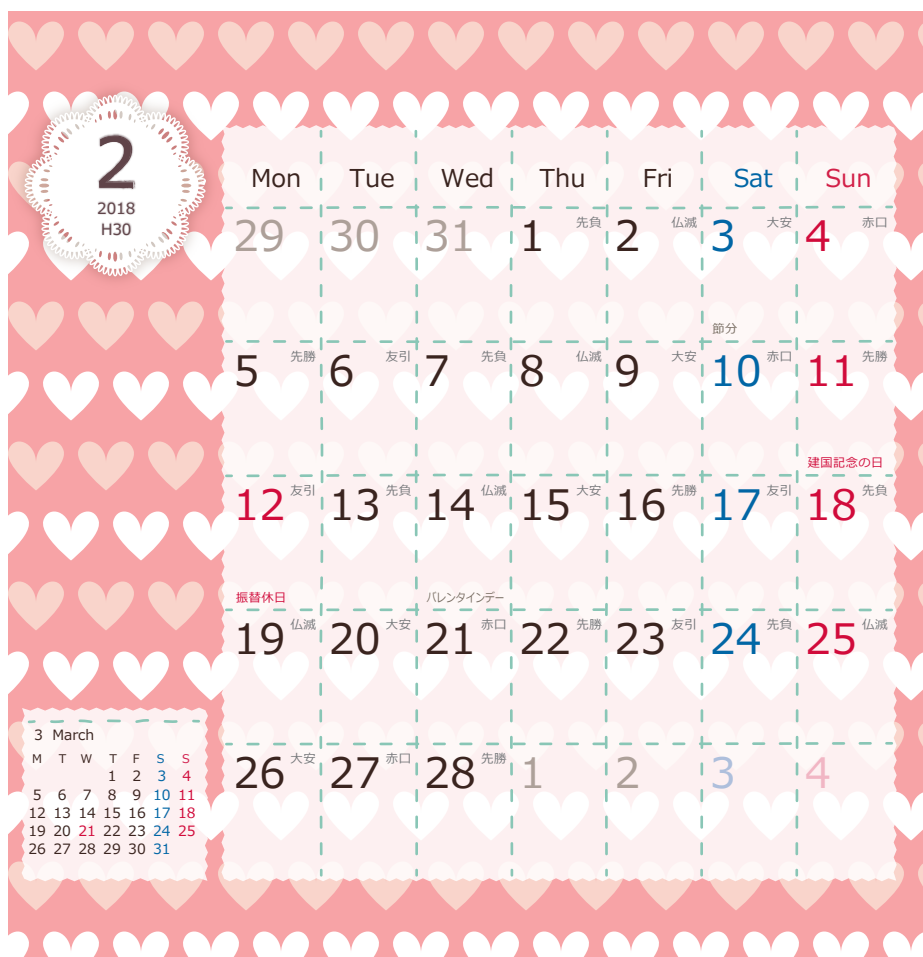 2
2018
H30
Mon Tue Wed Thu Fri Sat Sun
29 30 31 1 先負 2 仏滅 3 大安 4 赤口
節分
5 先勝 6 友引 7 先負 8 仏滅 9 大安 10 赤口 11 先勝
建国記念の日
12 友引 13 先負 14 仏滅 15 大安 16 先勝 17 友引 18 先負
振替休日 バレンタインデー
19 仏滅 20 大安 21 赤口 22 先勝 23 友引 24 先負 25 仏滅
26 大安 27 赤口 28 先勝 1 2 3 4
3 March
M T W T F S S
1 2 3 4
5 6 7 8 9 10 11
12 13 14 15 16 17 18
19 20 21 22 23 24 25
26 27 28 29 30 31